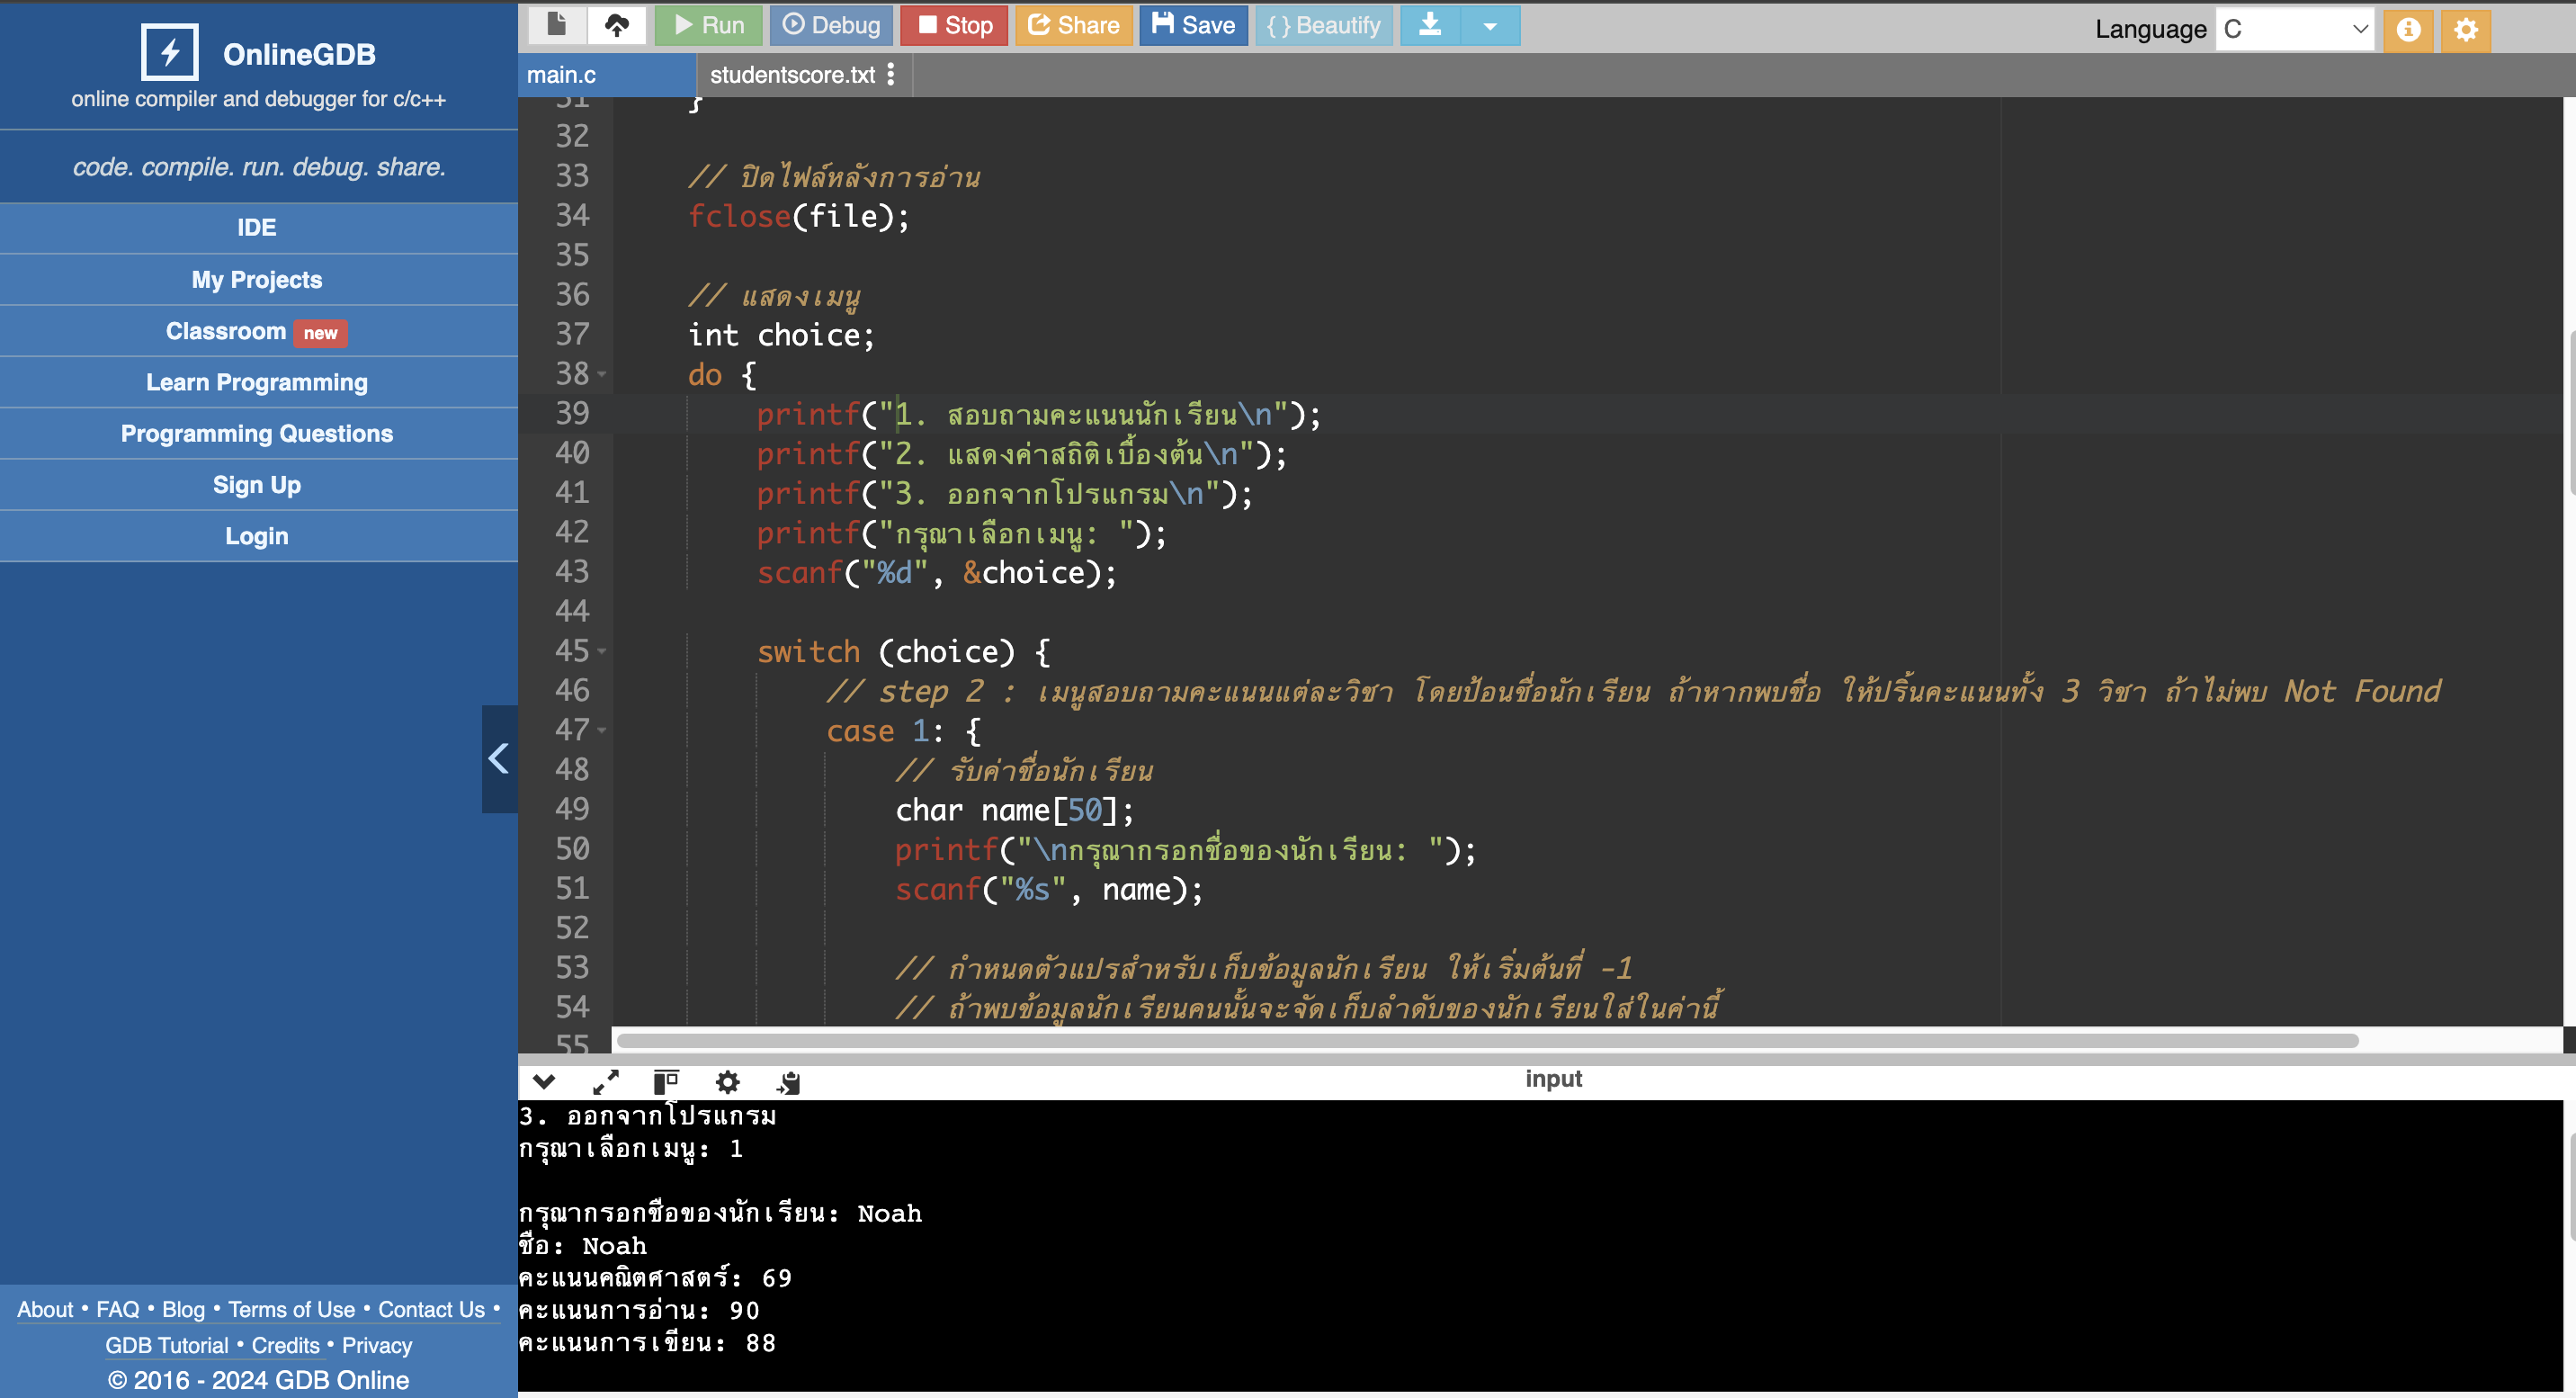 OnlineGDB
online compiler and debugger for c/c++
code. compile. run. debug. share.
IDE
My Projects
Classroom new
Learn Programming
Programming Questions
Sign Up
Login
About • FAQ • Blog • Terms of Use • Contact Us •
GDB Tutorial • Credits • Privacy
© 2016 - 2024 GDB Online
Run Debug Stop Share Save {} Beautify Language C
main.c studentscore.txt
31 }
32
33 // ปิดไฟล์หลังการอ่าน
34 fclose(file);
35
36 // แสดงเมนู
37 int choice;
38 do {
39 printf("1. สอบถามคะแนนนักเรียน\n");
40 printf("2. แสดงค่าสถิติเบื้องต้น\n");
41 printf("3. ออกจากโปรแกรม\n");
42 printf("กรุณาเลือกเมนู: ");
43 scanf("%d", &choice);
44
45 switch (choice) {
46 // step 2 : เมนูสอบถามคะแนนแต่ละวิชา โดยป้อนชื่อนักเรียน ถ้าหากพบชื่อ ให้ปริ้นคะแนนทั้ง 3 วิชา ถ้าไม่พบ Not Found
47 case 1: {
48 // รับค่าชื่อนักเรียน
49 char name[50];
50 printf("\nกรุณากรอกชื่อของนักเรียน: ");
51 scanf("%s", name);
52
53 // กำหนดตัวแปรสำหรับเก็บข้อมูลนักเรียน ให้เริ่มต้นที่ -1
54 // ถ้าพบข้อมูลนักเรียนคนนั้นจะจัดเก็บลำดับของนักเรียนใส่ในค่านี้
55
input
3. ออกจากโปรแกรม
กรุณาเลือกเมนู: 1
กรุณากรอกชื่อของนักเรียน: Noah
ชื่อ: Noah
คะแนนคณิตศาสตร์: 69
คะแนนการอ่าน: 90
คะแนนการเขียน: 88